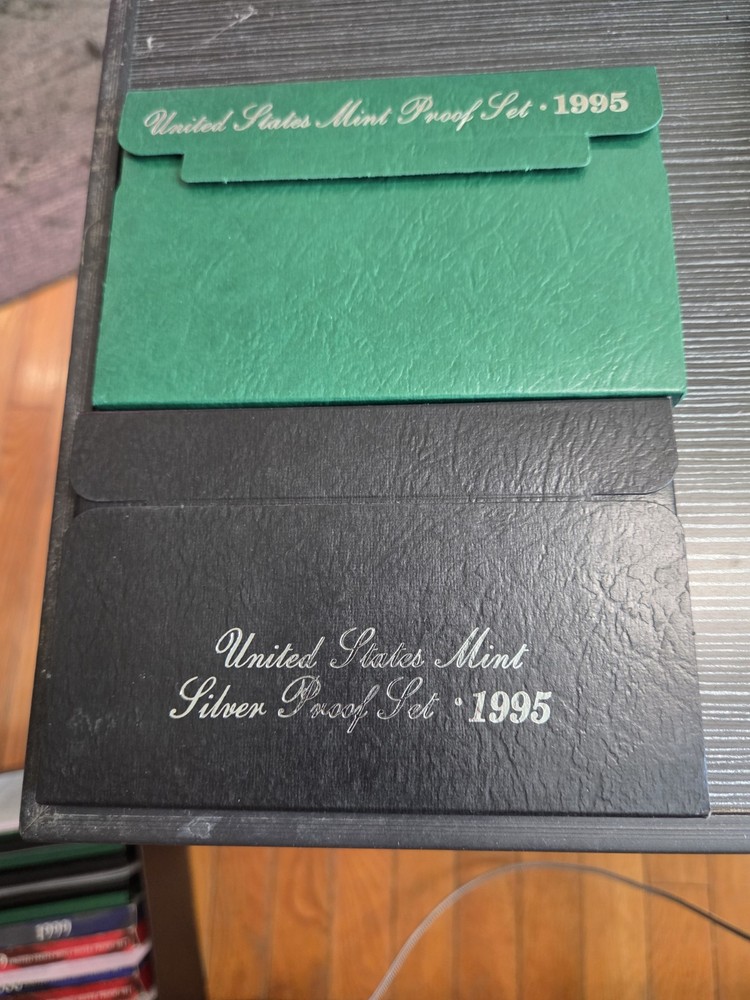 United States Mint Proof Set · 1995
United States Mint
Silver Proof Set · 1995
1999